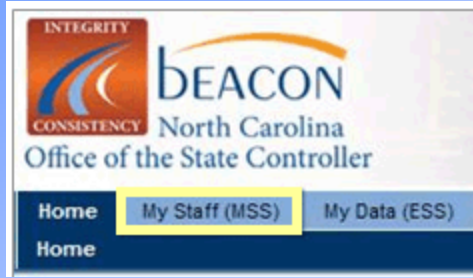 INTEGRITY
CONSISTENCY
bEACON
North Carolina
Office of the State Controller
Home My Staff (MSS) My Data (ESS)
Home